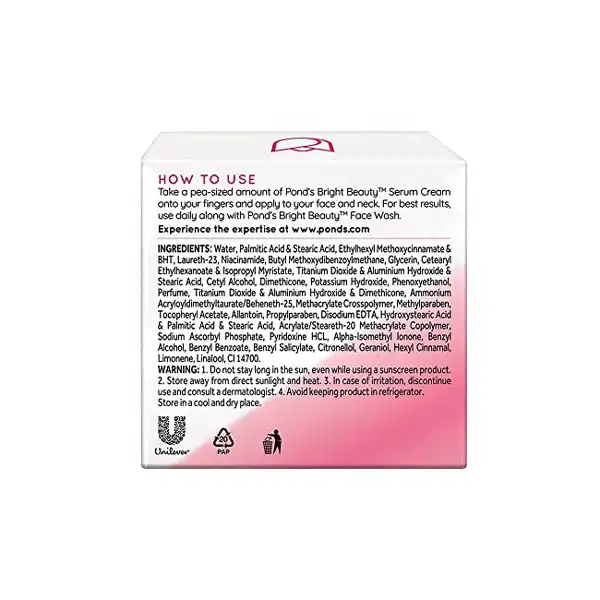 HOW TO USE
Take a pea-sized amount of Pond's Bright Beauty™ Serum Cream
onto your fingers and apply to your face and neck. For best results,
use daily along with Pond's Bright Beauty™ Face Wash.
Experience the expertise at www.ponds.com
INGREDIENTS: Water, Palmitic Acid & Stearic Acid, Ethylhexyl Methoxycinnamate &
BHT, Laureth-23, Niacinamide, Butyl Methoxydibenzoylmethane, Glycerin, Cetearyl
Ethylhexanoate & Isopropyl Myristate, Titanium Dioxide & Aluminium Hydroxide &
Stearic Acid, Cetyl Alcohol, Dimethicone, Potassium Hydroxide, Phenoxyethanol,
Perfume, Titanium Dioxide & Aluminium Hydroxide & Dimethicone, Ammonium
Acryloyldimethyltaurate/Beheneth-25, Methacrylate Crosspolymer, Methylparaben,
Tocopheryl Acetate, Allantoin, Propylparaben, Disodium EDTA, Hydroxystearic Acid
& Palmitic Acid & Stearic Acid, Acrylate/Steareth-20 Methacrylate Copolymer,
Sodium Ascorbyl Phosphate, Pyridoxine HCL, Alpha-Isomethyl Ionone, Benzyl
Alcohol, Benzyl Benzoate, Benzyl Salicylate, Citronellol, Geraniol, Hexyl Cinnamal,
Limonene, Linalool, CI 14700.
WARNING: 1. Do not stay long in the sun, even while using a sunscreen product.
2. Store away from direct sunlight and heat. 3. In case of irritation, discontinue
use and consult a dermatologist. 4. Avoid keeping product in refrigerator.
Store in a cool and dry place.
Unilever
20
PAP